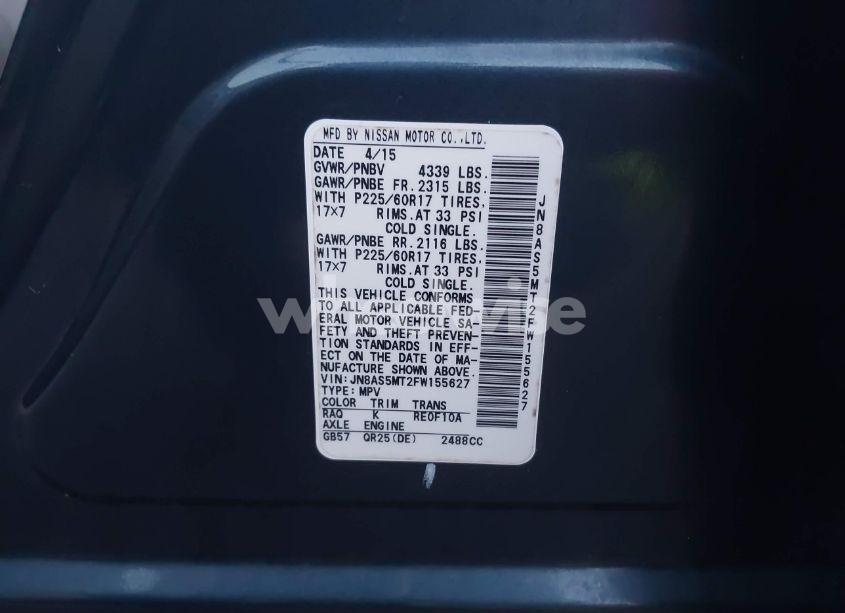 MFD BY NISSAN MOTOR CO.,LTD.
DATE 4/15
GVWR/PNBV 4339 LBS.
GAWR/PNBE FR.2315 LBS.
WITH P225/60R17 TIRES,
17×7 RIMS.AT 33 PSI
COLD SINGLE.
GAWR/PNBE RR.2116 LBS.
WITH P225/60R17 TIRES,
17×7 RIMS.AT 33 PSI
COLD SINGLE.
THIS VEHICLE CONFORMS
TO ALL APPLICABLE FED-
ERAL MOTOR VEHICLE SA-
FETY AND THEFT PREVEN-
TION STANDARDS IN EFF-
ECT ON THE DATE OF MA-
NUFACTURE SHOWN ABOVE.
VIN:JN8AS5MT2FW155627
TYPE:MPV
COLOR TRIM TRANS
RAQ K RE0F10A
AXLE ENGINE
GB57 QR25(DE) 2488CC
JN8AS5MT2FW155627